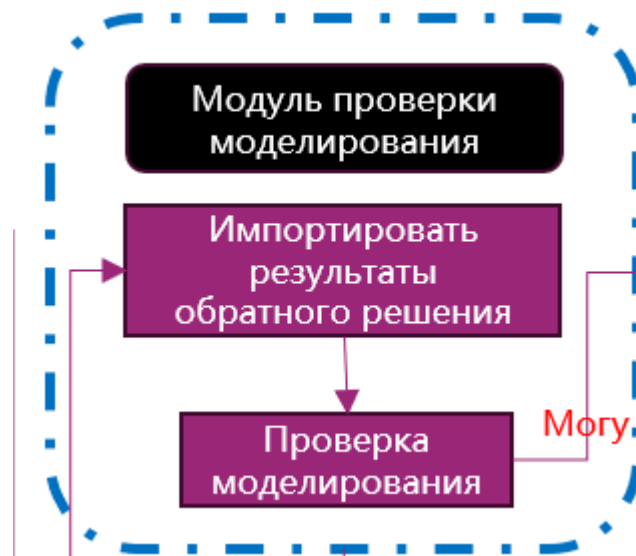 Модуль проверки
моделирования
Импортировать
результаты
обратного решения
Проверка
моделирования
Могу